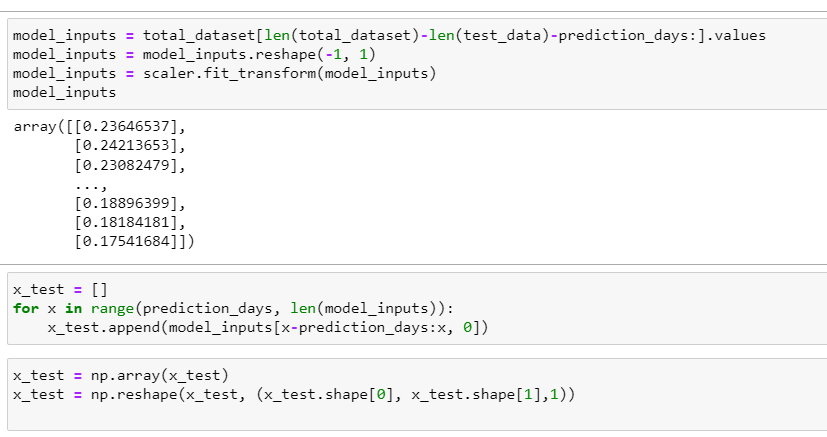 model_inputs = total_dataset[len(total_dataset)-len(test_data)-prediction_days:].values
model_inputs = model_inputs.reshape(-1, 1)
model_inputs = scaler.fit_transform(model_inputs)
model_inputs
array([[0.23646537],
       [0.24213653],
       [0.23082479],
       ...,
       [0.18896399],
       [0.18184181],
       [0.17541684]])
x_test = []
for x in range(prediction_days, len(model_inputs)):
    x_test.append(model_inputs[x-prediction_days:x, 0])
x_test = np.array(x_test)
x_test = np.reshape(x_test, (x_test.shape[0], x_test.shape[1],1))